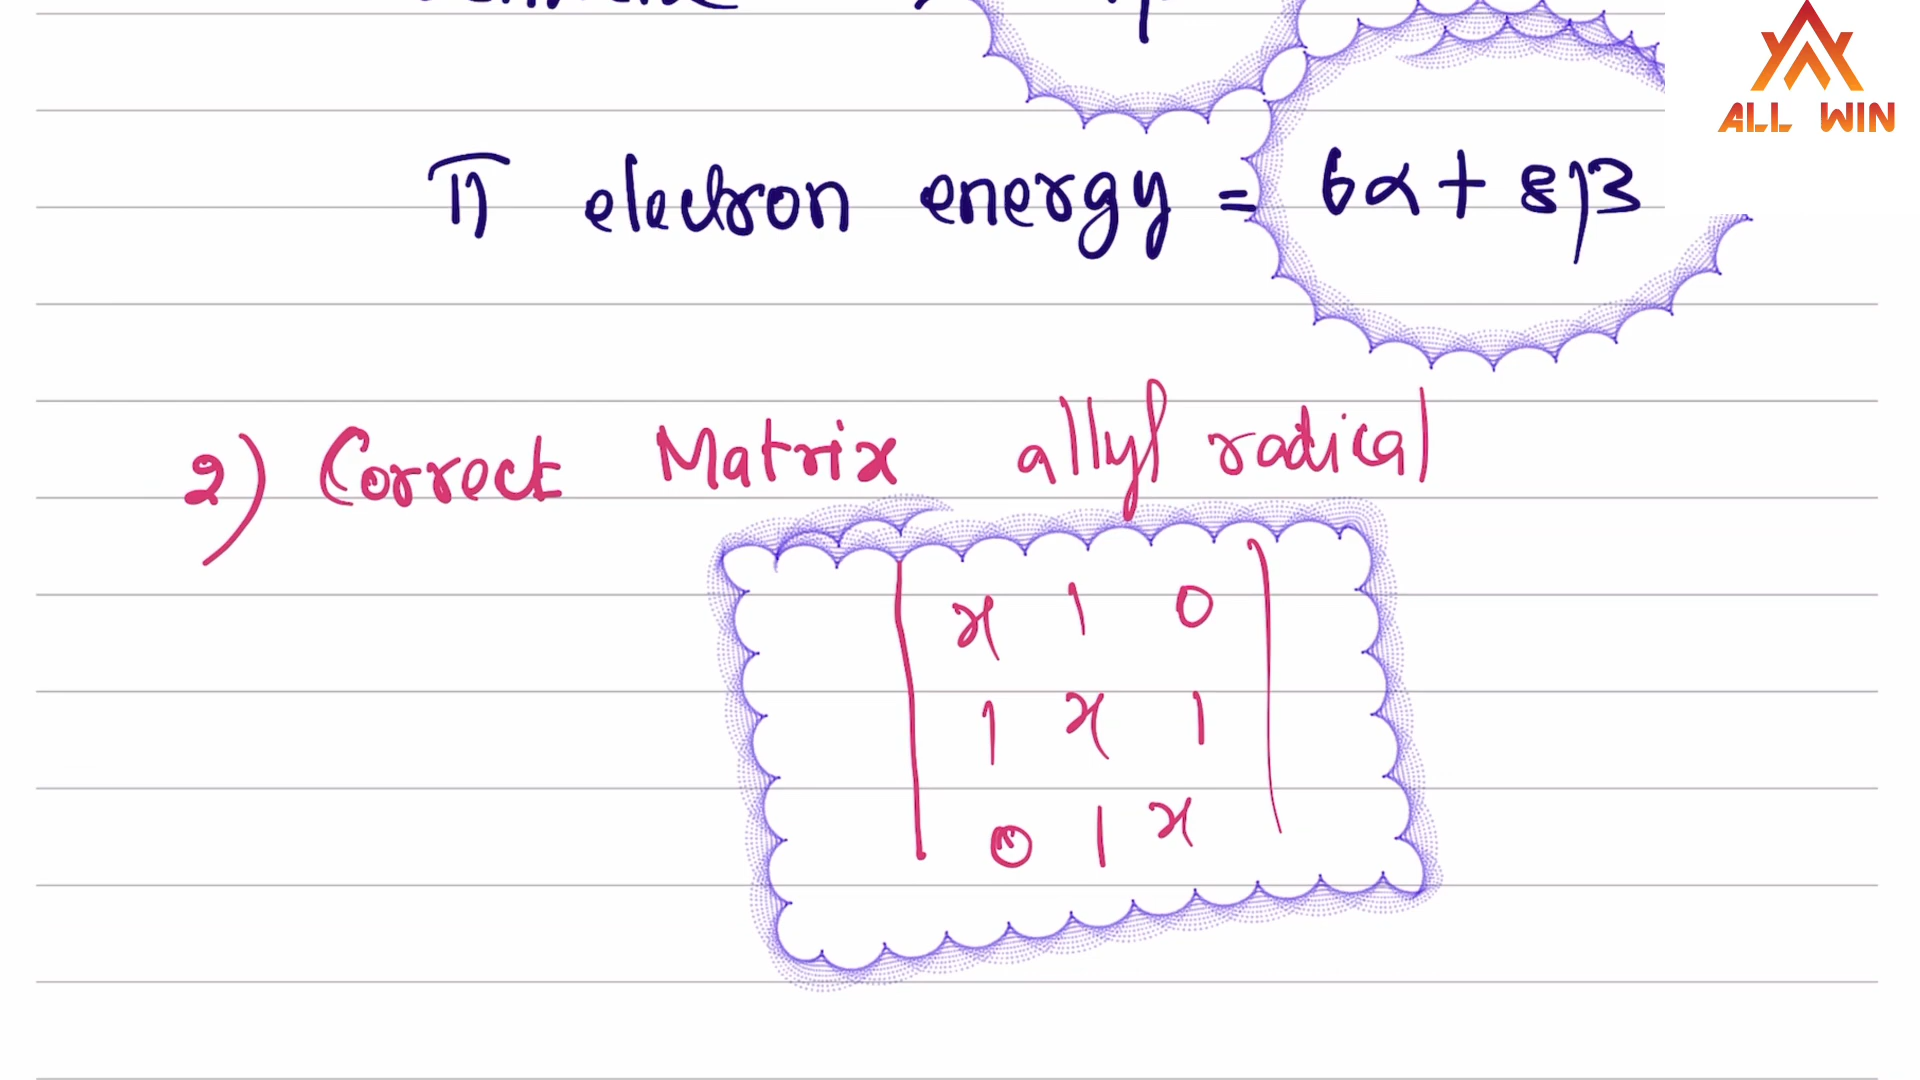 ALL WIN
π electron energy = 6α + 8β
2) Correct Matrix allyl radical
x 1 0
1 x 1
0 1 x